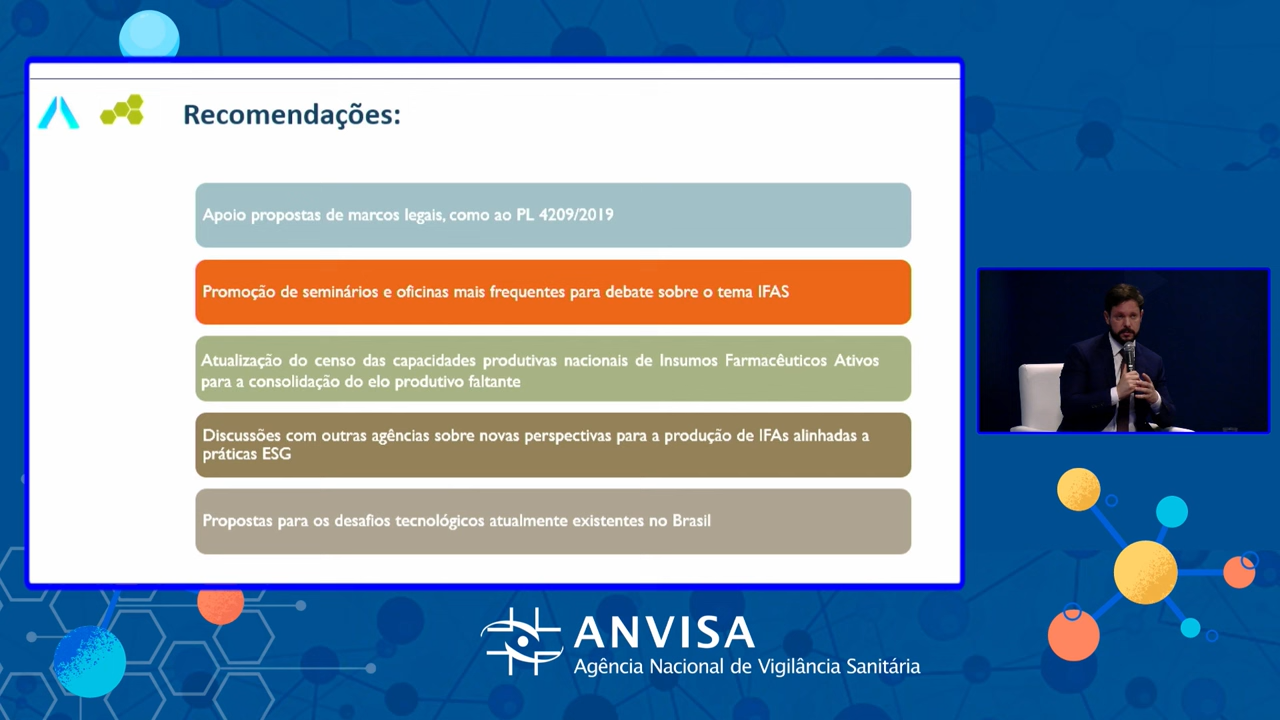 Recomendações:
Apoio propostas de marcos legais, como ao PL 4209/2019
Promoção de seminários e oficinas mais frequentes para debate sobre o tema IFAS
Atualização do censo das capacidades produtivas nacionais de Insumos Farmacêuticos Ativos
para a consolidação do elo produtivo faltante
Discussões com outras agências sobre novas perspectivas para a produção de IFAs alinhadas a
práticas ESG
Propostas para os desafios tecnológicos atualmente existentes no Brasil
ANVISA
Agência Nacional de Vigilância Sanitária